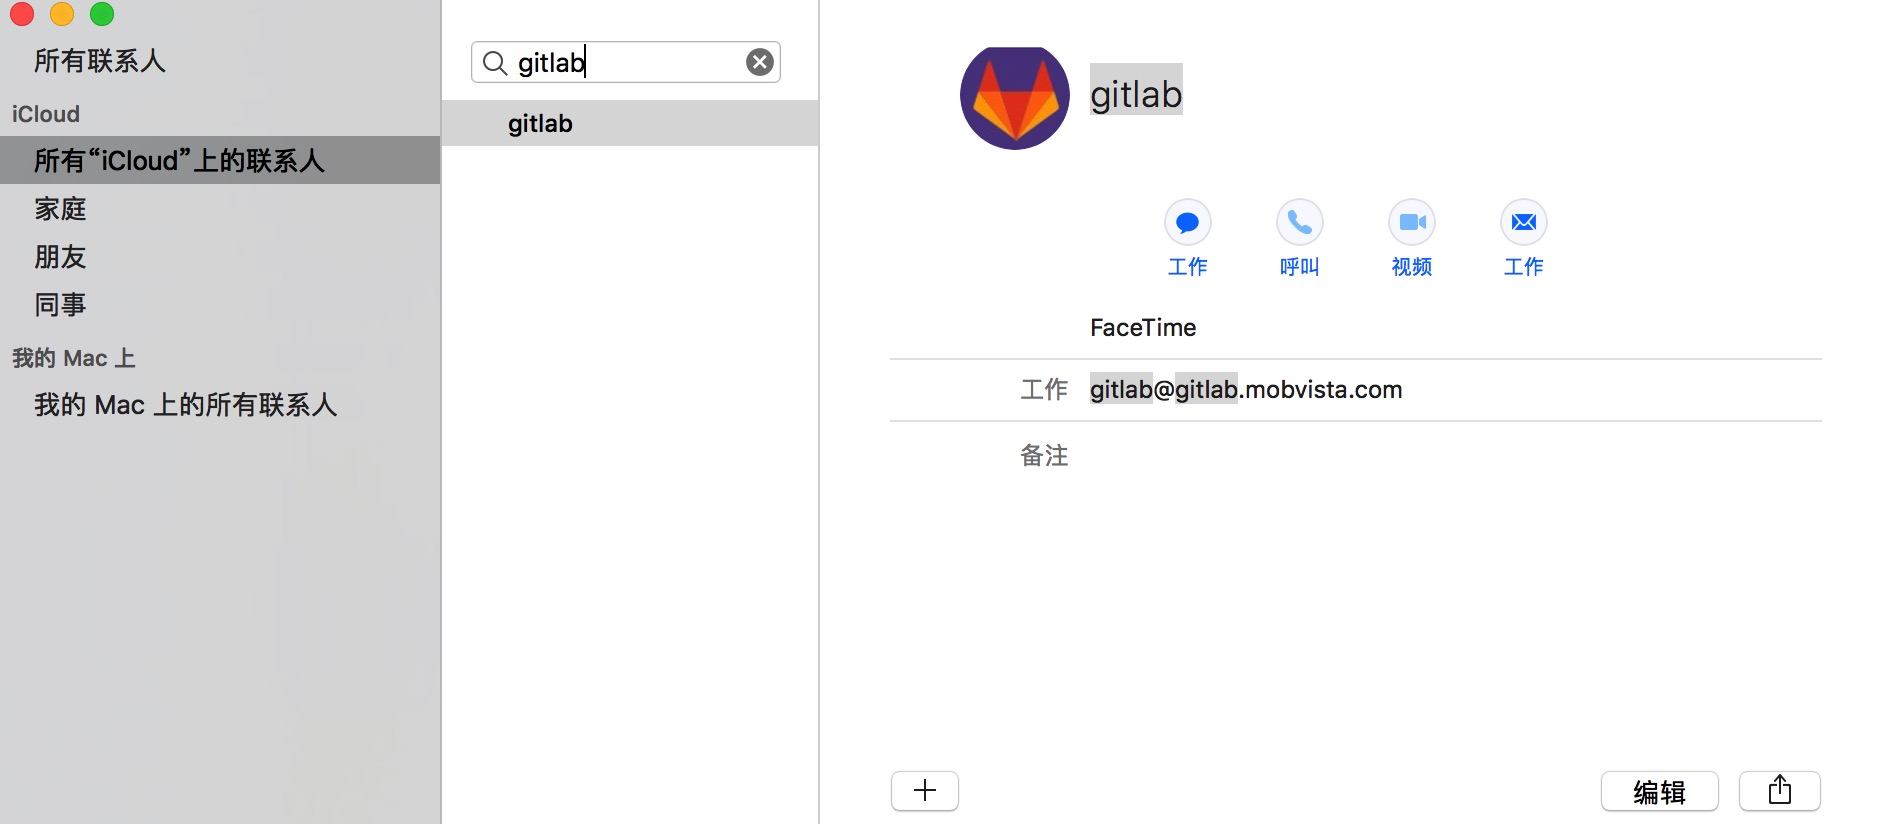 所有联系人
iCloud
所有“iCloud”上的联系人
家庭
朋友
同事
我的 Mac 上
我的 Mac 上的所有联系人
gitlab
gitlab
gitlab
工作 呼叫 视频 工作
FaceTime
工作 gitlab@gitlab.mobvista.com
备注
编辑